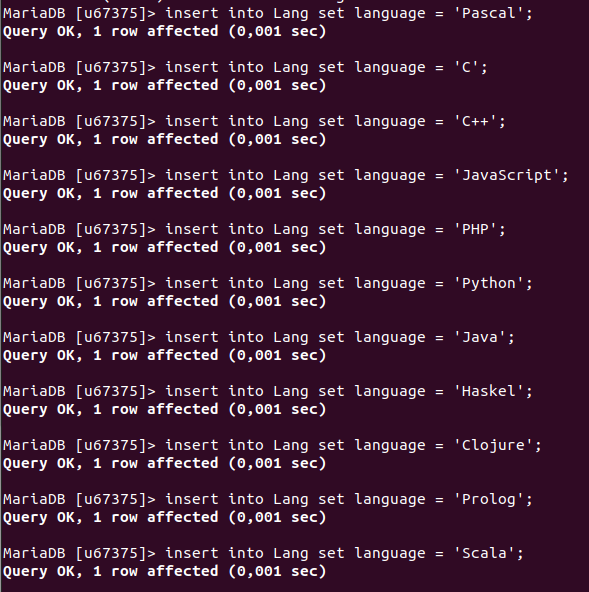 MariaDB [u67375]> insert into Lang set language = 'Pascal';
Query OK, 1 row affected (0,001 sec)
MariaDB [u67375]> insert into Lang set language = 'C';
Query OK, 1 row affected (0,001 sec)
MariaDB [u67375]> insert into Lang set language = 'C++';
Query OK, 1 row affected (0,001 sec)
MariaDB [u67375]> insert into Lang set language = 'JavaScript';
Query OK, 1 row affected (0,001 sec)
MariaDB [u67375]> insert into Lang set language = 'PHP';
Query OK, 1 row affected (0,001 sec)
MariaDB [u67375]> insert into Lang set language = 'Python';
Query OK, 1 row affected (0,001 sec)
MariaDB [u67375]> insert into Lang set language = 'Java';
Query OK, 1 row affected (0,001 sec)
MariaDB [u67375]> insert into Lang set language = 'Haskel';
Query OK, 1 row affected (0,001 sec)
MariaDB [u67375]> insert into Lang set language = 'Clojure';
Query OK, 1 row affected (0,001 sec)
MariaDB [u67375]> insert into Lang set language = 'Prolog';
Query OK, 1 row affected (0,001 sec)
MariaDB [u67375]> insert into Lang set language = 'Scala';
Query OK, 1 row affected (0,001 sec)